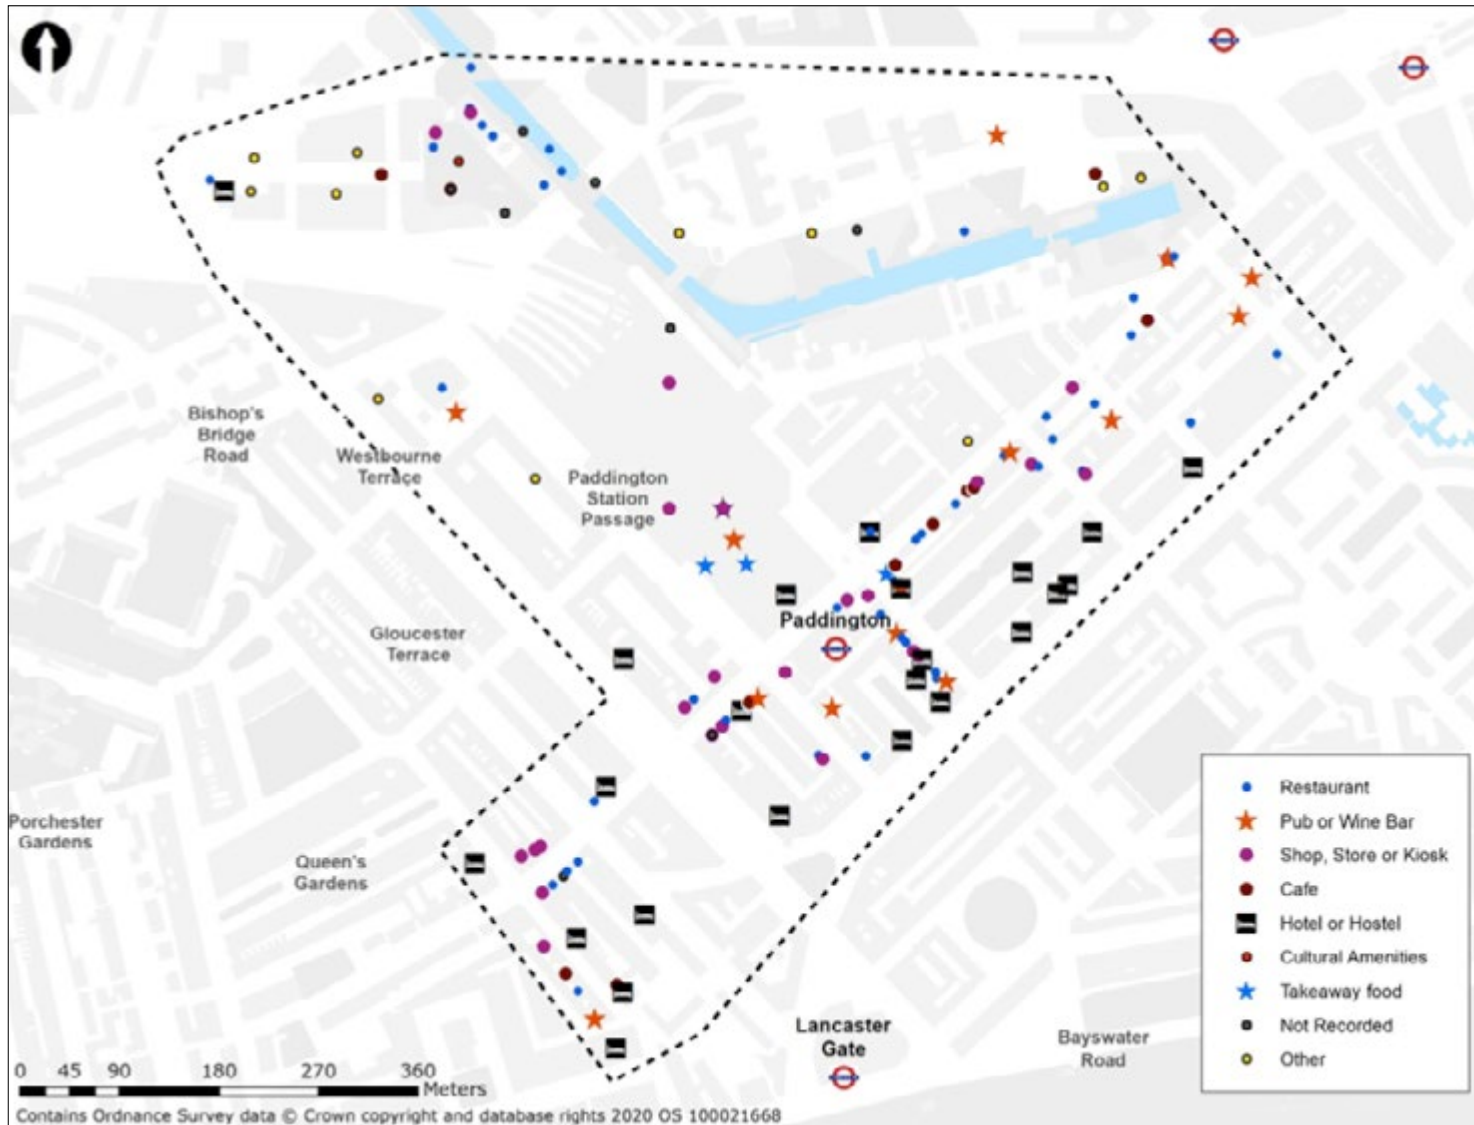 Bishop's
Bridge
Road
Westbourne
Terrace
Paddington
Station
Passage
Gloucester
Terrace
Paddington
Porchester
Gardens
Queen's
Gardens
Lancaster
Gate
Bayswater
Road
Restaurant
Pub or Wine Bar
Shop, Store or Kiosk
Cafe
Hotel or Hostel
Cultural Amenities
Takeaway food
Not Recorded
Other
0 45 90 180 270 360
Meters
Contains Ordnance Survey data © Crown copyright and database rights 2020 OS 100021668